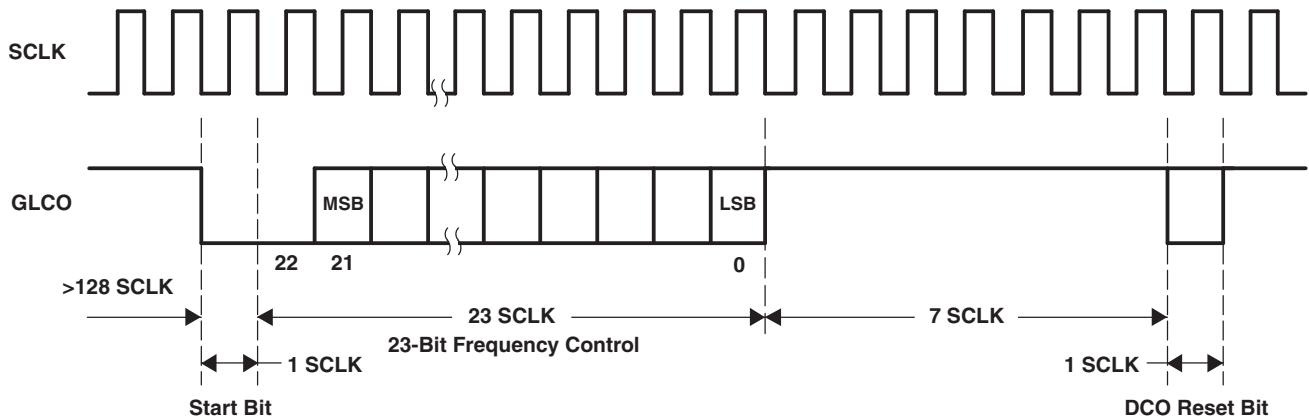 SCLK
GLCO
MSB
LSB
22
21
0
>128 SCLK
23 SCLK
7 SCLK
23-Bit Frequency Control
1 SCLK
1 SCLK
Start Bit
DCO Reset Bit